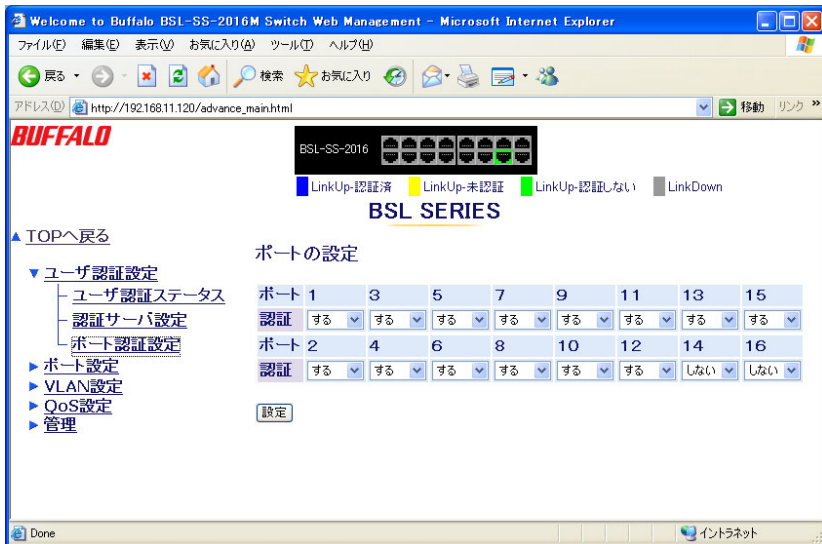 Welcome to Buffalo BSL-SS-2016M Switch Web Management - Microsoft Internet Explorer
ファイル(F) 編集(E) 表示(V) お気に入り(A) ツール(T) ヘルプ(H)
戻る 検索 お気に入り
アドレス(D) http://192.168.11.120/advance_main.html 移動 リンク »
BUFFALO
BSL-SS-2016
LinkUp-認証済 LinkUp-未認証 LinkUp-認証しない LinkDown
BSL SERIES
TOPへ戻る
ポートの設定
ユーザ認証設定
ユーザ認証ステータス
認証サーバ設定
ポート認証設定
ポート設定
VLAN設定
QoS設定
管理
ポート 1 3 5 7 9 11 13 15
認証 する する する する する する する する
ポート 2 4 6 8 10 12 14 16
認証 する する する する する する しない しない
設定
Done イントラネット